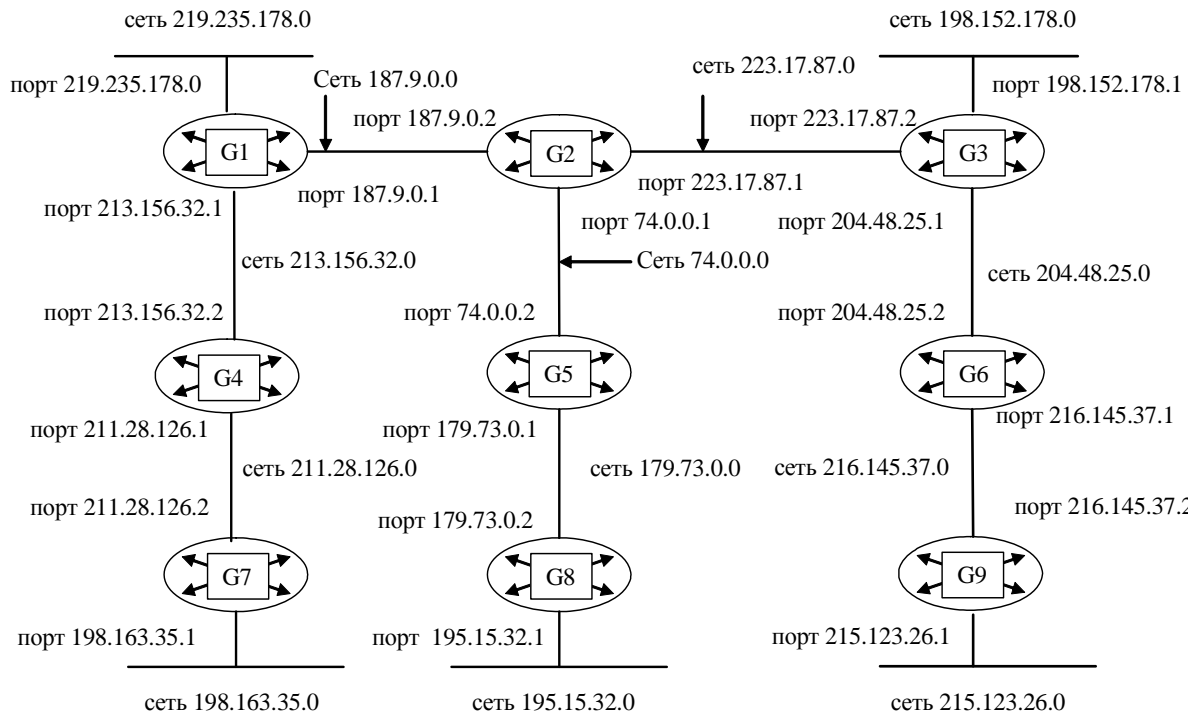 сеть 219.235.178.0
сеть 198.152.178.0
порт 219.235.178.0
Сеть 187.9.0.0
сеть 223.17.87.0
порт 198.152.178.1
порт 187.9.0.2
порт 223.17.87.2
G1
G2
G3
порт 213.156.32.1
порт 187.9.0.1
порт 223.17.87.1
порт 74.0.0.1
порт 204.48.25.1
сеть 213.156.32.0
Сеть 74.0.0.0
сеть 204.48.25.0
порт 213.156.32.2
порт 74.0.0.2
порт 204.48.25.2
G4
G5
G6
порт 211.28.126.1
порт 179.73.0.1
порт 216.145.37.1
сеть 211.28.126.0
сеть 179.73.0.0
сеть 216.145.37.0
порт 211.28.126.2
порт 179.73.0.2
порт 216.145.37.2
G7
G8
G9
порт 198.163.35.1
порт 195.15.32.1
порт 215.123.26.1
сеть 198.163.35.0
сеть 195.15.32.0
сеть 215.123.26.0